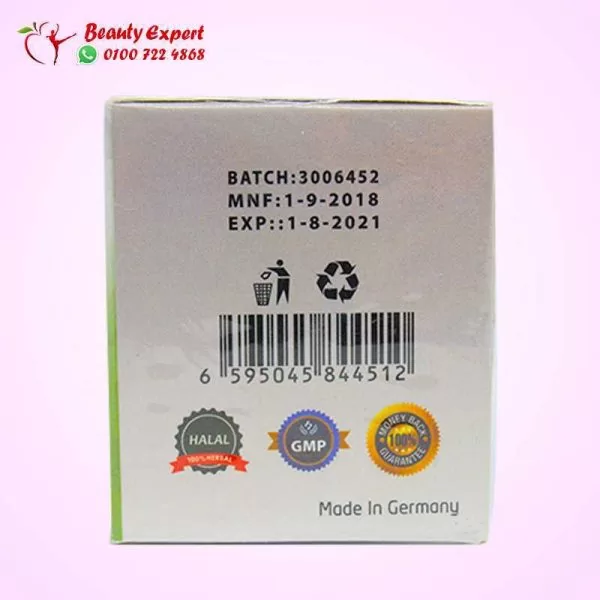 Beauty Expert
0100 722 4868
BATCH:3006452
MNF:1-9-2018
EXP::1-8-2021
6 595045 844512
HALAL
100% HERBAL
GMP
MONEY BACK
100%
GUARANTEE
Made In Germany